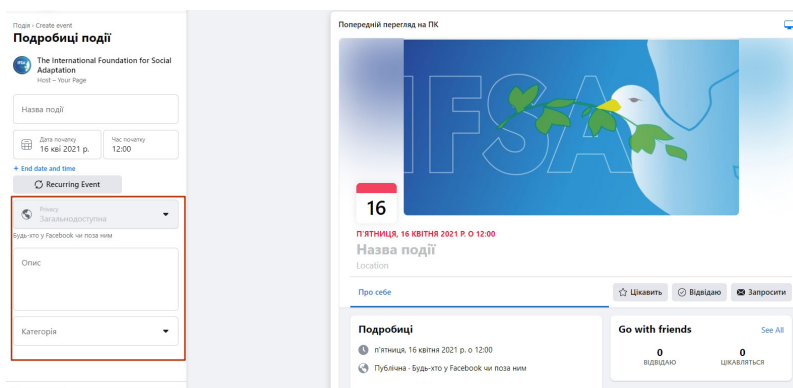 Подія › Create event
Подробиці події
The International Foundation for Social
Adaptation
Host – Your Page
Назва події
Дата початку
16 кві 2021 р.
Час початку
12:00
+ End date and time
Recurring Event
Privacy
Загальнодоступна
Будь-хто у Facebook чи поза ним
Опис
Категорія
Попередній перегляд на ПК
IFSA
16
П'ЯТНИЦЯ, 16 КВІТНЯ 2021 Р. О 12:00
Назва події
Location
Про себе
Цікавить
Відвідаю
Запросити
Подробиці
п'ятниця, 16 квітня 2021 р. о 12:00
Публічна · Будь-хто у Facebook чи поза ним
Go with friends
See All
0
ВІДВІДАЮ
0
ЦІКАВЛЯТЬСЯ